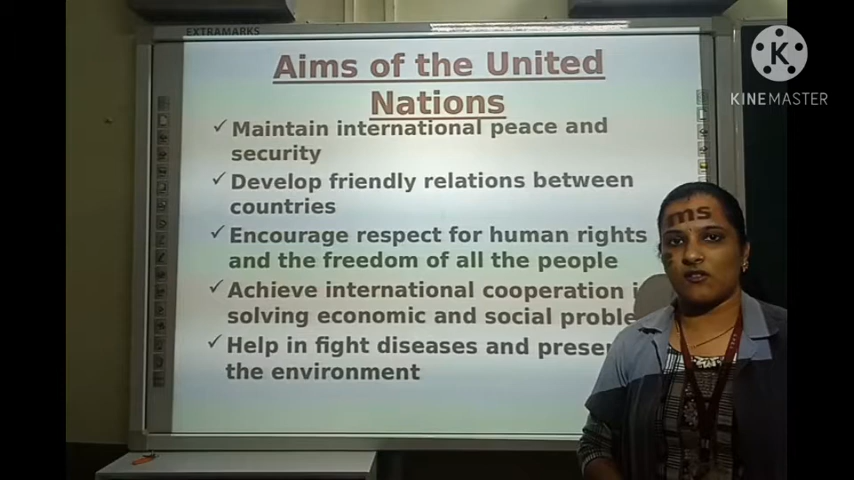 EXTRAMARKS
Aims of the United
Nations
✓ Maintain international peace and
security
✓ Develop friendly relations between
countries
✓ Encourage respect for human rights
and the freedom of all the people
✓ Achieve international cooperation
solving economic and social
✓ Help in fight diseases and
the environment
ms
K
KINEMASTER